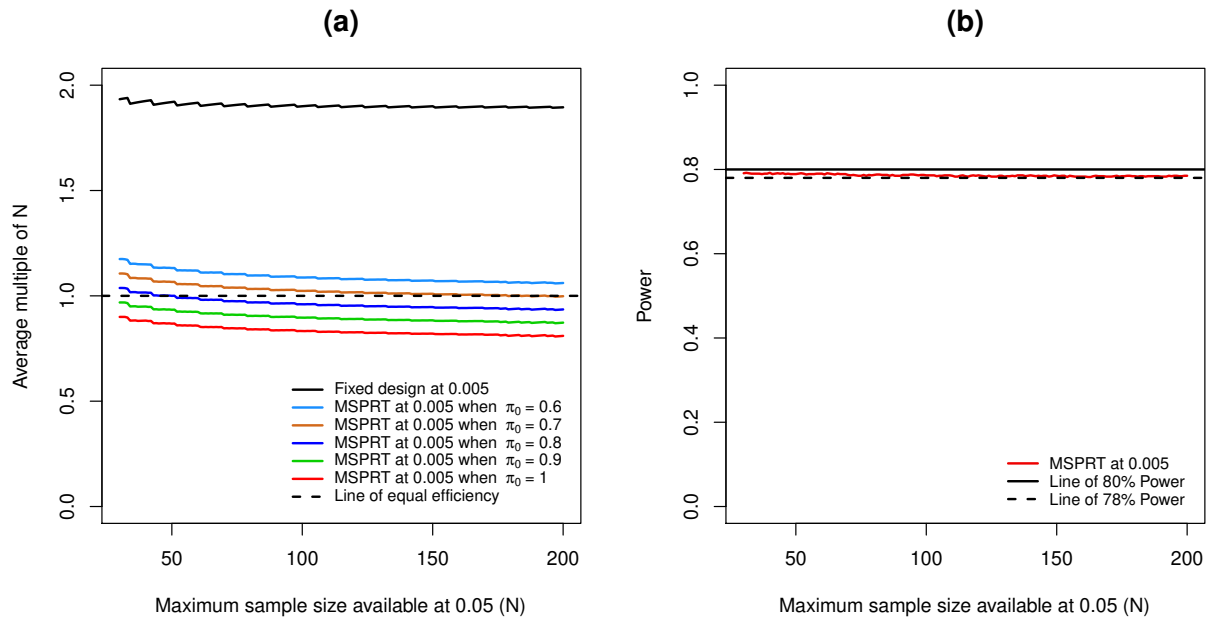 (a)
Average multiple of N
2.0
1.5
1.0
0.5
0.0
Fixed design at 0.005
MSPRT at 0.005 when π₀ = 0.6
MSPRT at 0.005 when π₀ = 0.7
MSPRT at 0.005 when π₀ = 0.8
MSPRT at 0.005 when π₀ = 0.9
MSPRT at 0.005 when π₀ = 1
Line of equal efficiency
50 100 150 200
Maximum sample size available at 0.05 (N)
(b)
Power
1.0
0.8
0.6
0.4
0.2
0.0
MSPRT at 0.005
Line of 80% Power
Line of 78% Power
50 100 150 200
Maximum sample size available at 0.05 (N)